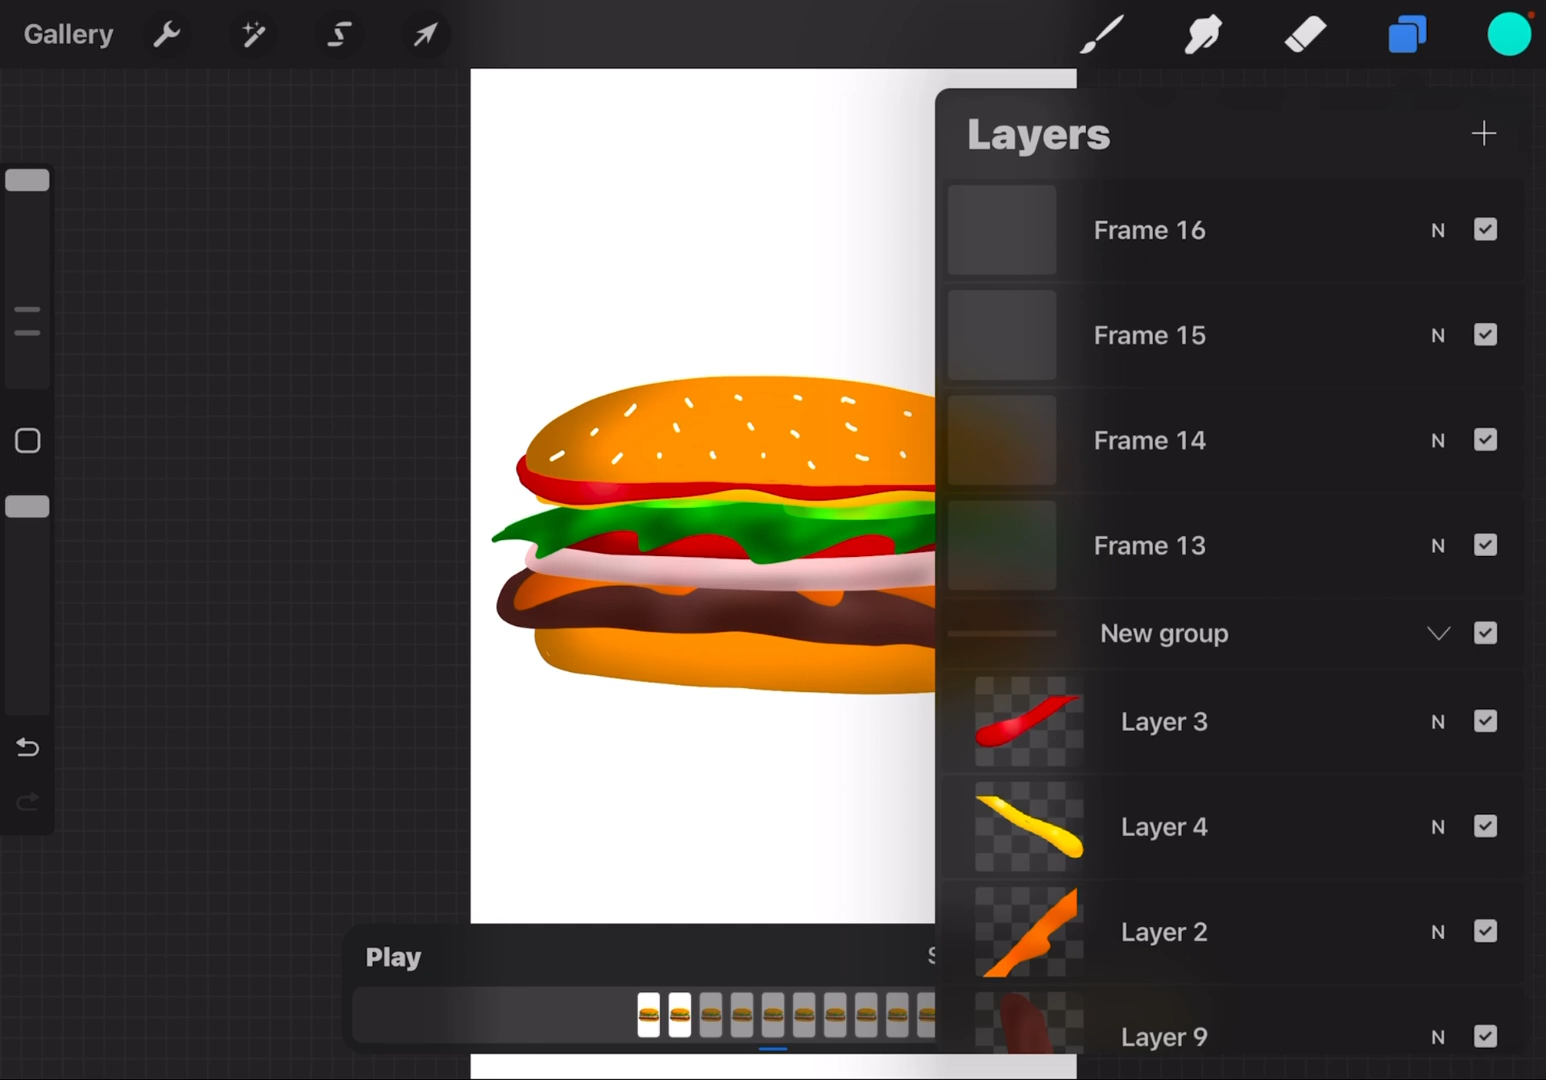 Gallery
Layers
Frame 16 N
Frame 15 N
Frame 14 N
Frame 13 N
New group
Layer 3 N
Layer 4 N
Layer 2 N
Layer 9 N
Play